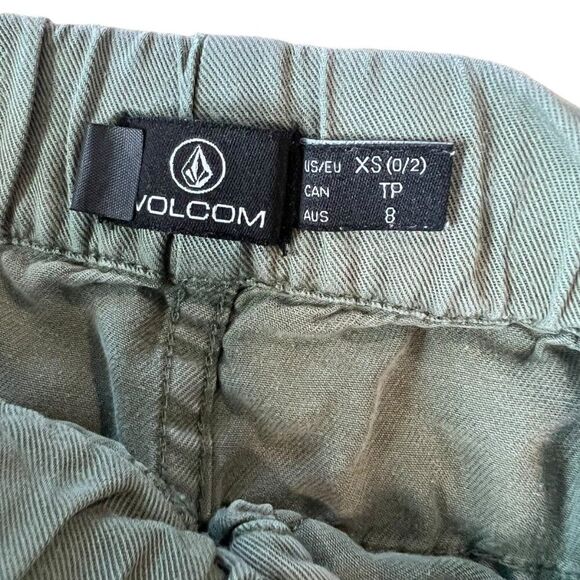 VOLCOM
US/EU XS (0/2)
CAN TP
AUS 8